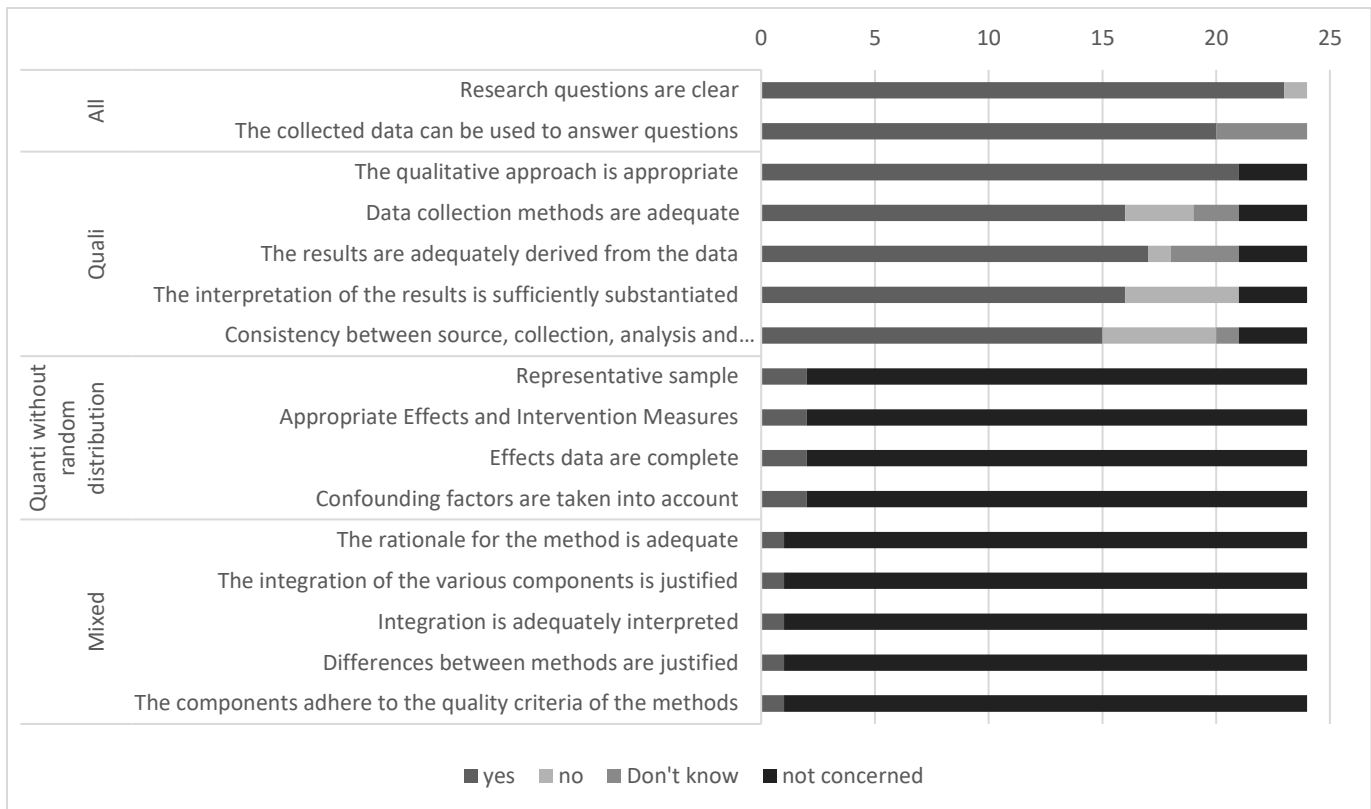 0 5 10 15 20 25
All
Research questions are clear
The collected data can be used to answer questions
Quali
The qualitative approach is appropriate
Data collection methods are adequate
The results are adequately derived from the data
The interpretation of the results is sufficiently substantiated
Consistency between source, collection, analysis and…
Quanti without
random
distribution
Representative sample
Appropriate Effects and Intervention Measures
Effects data are complete
Confounding factors are taken into account
Mixed
The rationale for the method is adequate
The integration of the various components is justified
Integration is adequately interpreted
Differences between methods are justified
The components adhere to the quality criteria of the methods
yes no Don't know not concerned